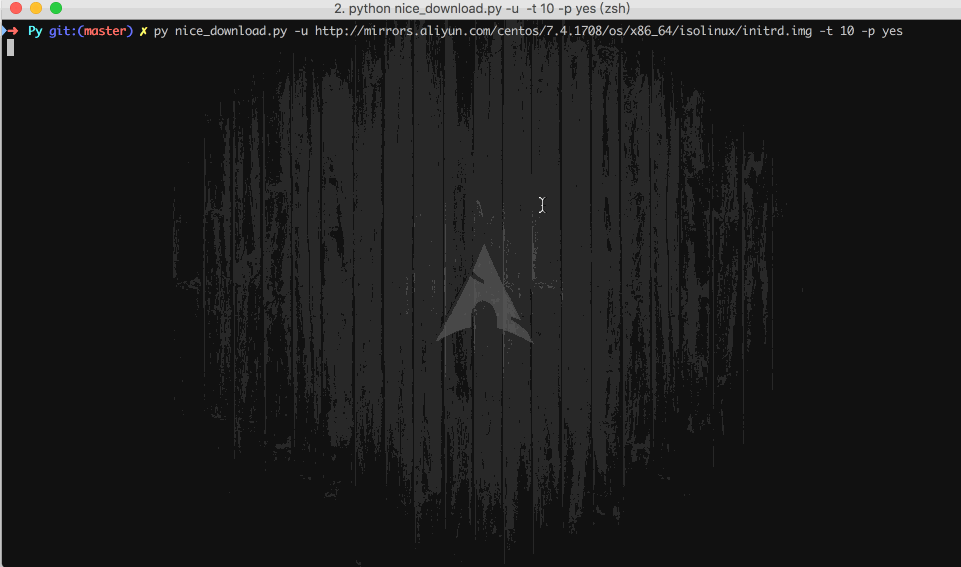 2. python nice_download.py -u -t 10 -p yes (zsh)
➜ Py git:(master) ✗ py nice_download.py -u http://mirrors.aliyun.com/centos/7.4.1708/os/x86_64/isolinux/initrd.img -t 10 -p yes